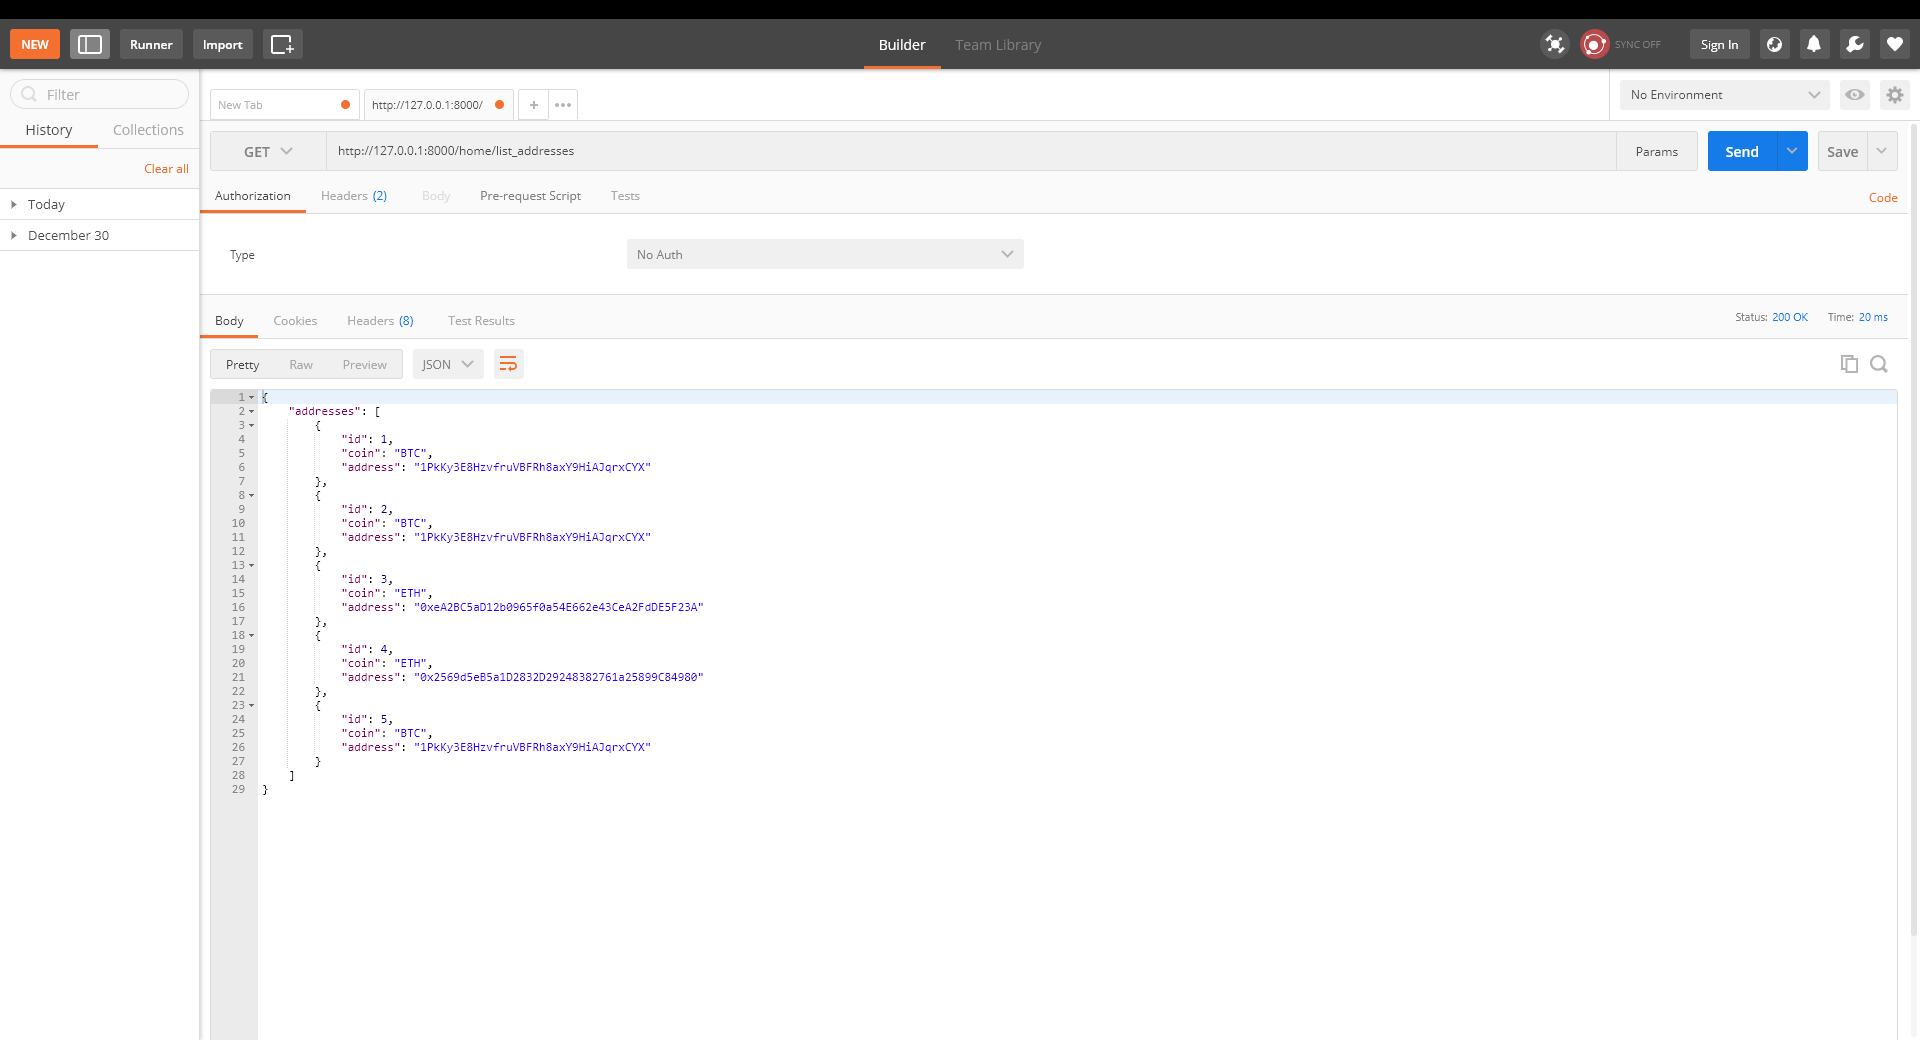 NEW Runner Import Builder Team Library SYNC OFF Sign In
Filter
History Collections
Clear all
Today
December 30
New Tab http://127.0.0.1:8000/ + ••• No Environment
GET http://127.0.0.1:8000/home/list_addresses Params Send Save
Authorization Headers (2) Body Pre-request Script Tests Code
Type No Auth
Body Cookies Headers (8) Test Results Status: 200 OK Time: 20 ms
Pretty Raw Preview JSON
1 {
2 "addresses": [
3 {
4 "id": 1,
5 "coin": "BTC",
6 "address": "1PkKy3E8HzvfruVBFRh8axY9HiAJqrxCYX"
7 },
8 {
9 "id": 2,
10 "coin": "BTC",
11 "address": "1PkKy3E8HzvfruVBFRh8axY9HiAJqrxCYX"
12 },
13 {
14 "id": 3,
15 "coin": "ETH",
16 "address": "0xeA2BC5aD12b0965f0a54E662e43CeA2FdDE5F23A"
17 },
18 {
19 "id": 4,
20 "coin": "ETH",
21 "address": "0x2569d5eB5a1D2832D29248382761a25899C84980"
22 },
23 {
24 "id": 5,
25 "coin": "BTC",
26 "address": "1PkKy3E8HzvfruVBFRh8axY9HiAJqrxCYX"
27 }
28 ]
29 }